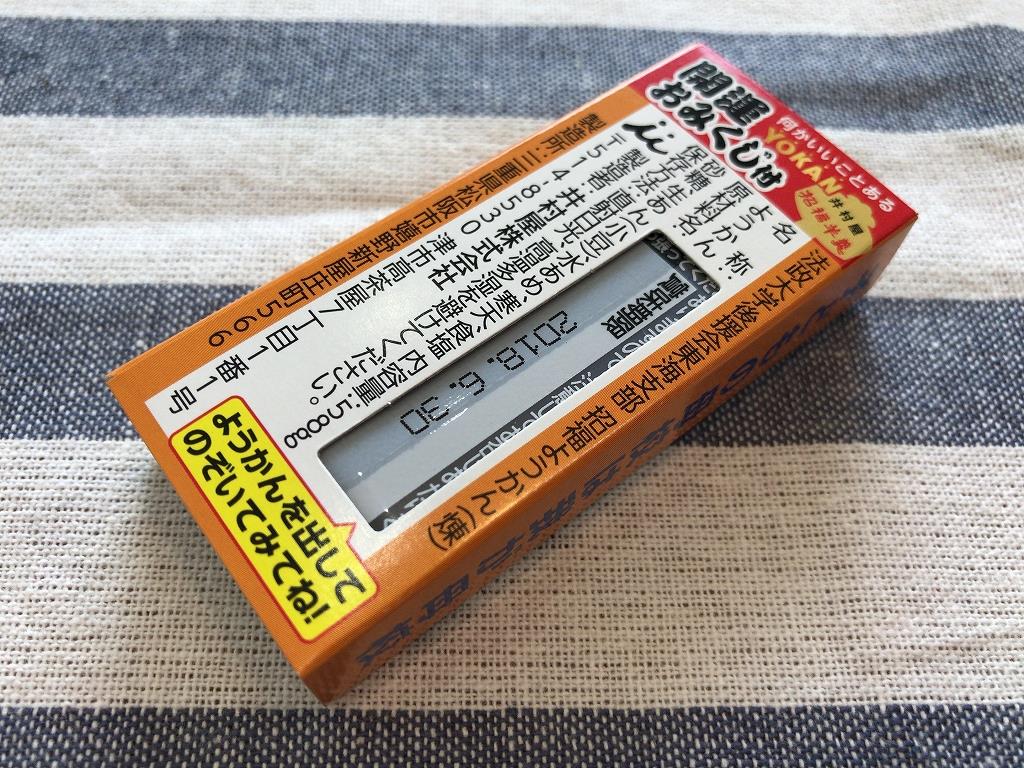 何かいいことある
YOKAN
井村屋
招福羊羹
開運
おみくじ付
法政大学後援会東海支部 招福ようかん(煉)
名称:
ようかん
原材料名:
砂糖、生あん(小豆)、水あめ、寒天、食塩 内容量:58g
保存方法:直射日光、高温多湿を避けてください。
製造者:井村屋株式会社
〒514-8530 津市高茶屋7丁目1番1号
製造所:三重県松阪市嬉野新屋庄町566
賞味期限
2018.9.30
ようかんを出して
のぞいてみてね!